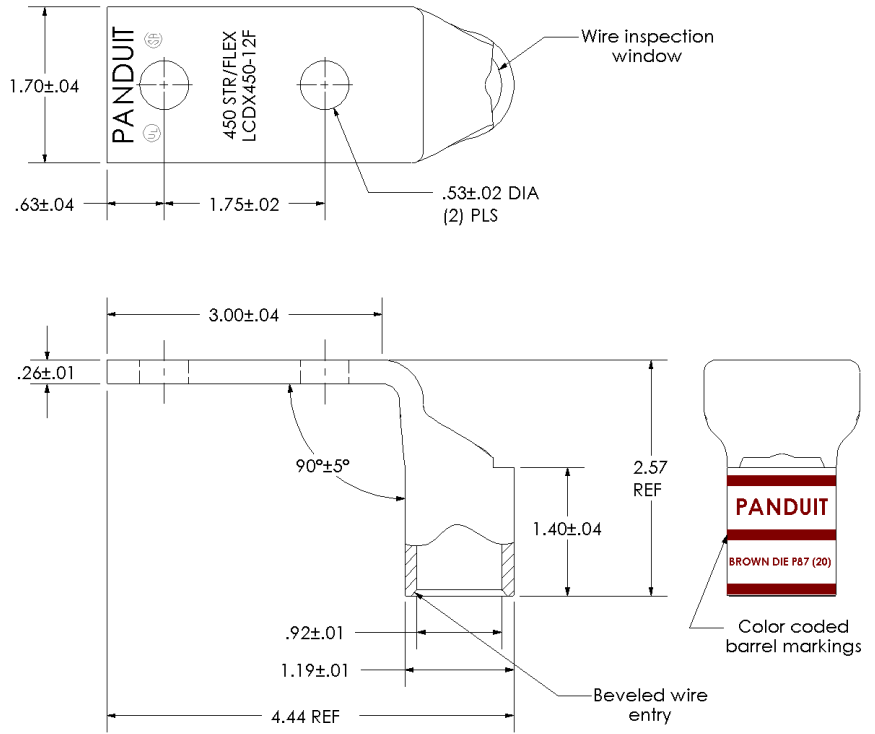 Wire inspection
window
1.70±.04
PANDUIT
SA
UL
450 STR/FLEX
LCDX450-12F
.53±.02 DIA
(2) PLS
.63±.04
1.75±.02
3.00±.04
.26±.01
90°±5°
2.57
REF
1.40±.04
PANDUIT
BROWN DIE P87 (20)
.92±.01
1.19±.01
Color coded
barrel markings
Beveled wire
entry
4.44 REF